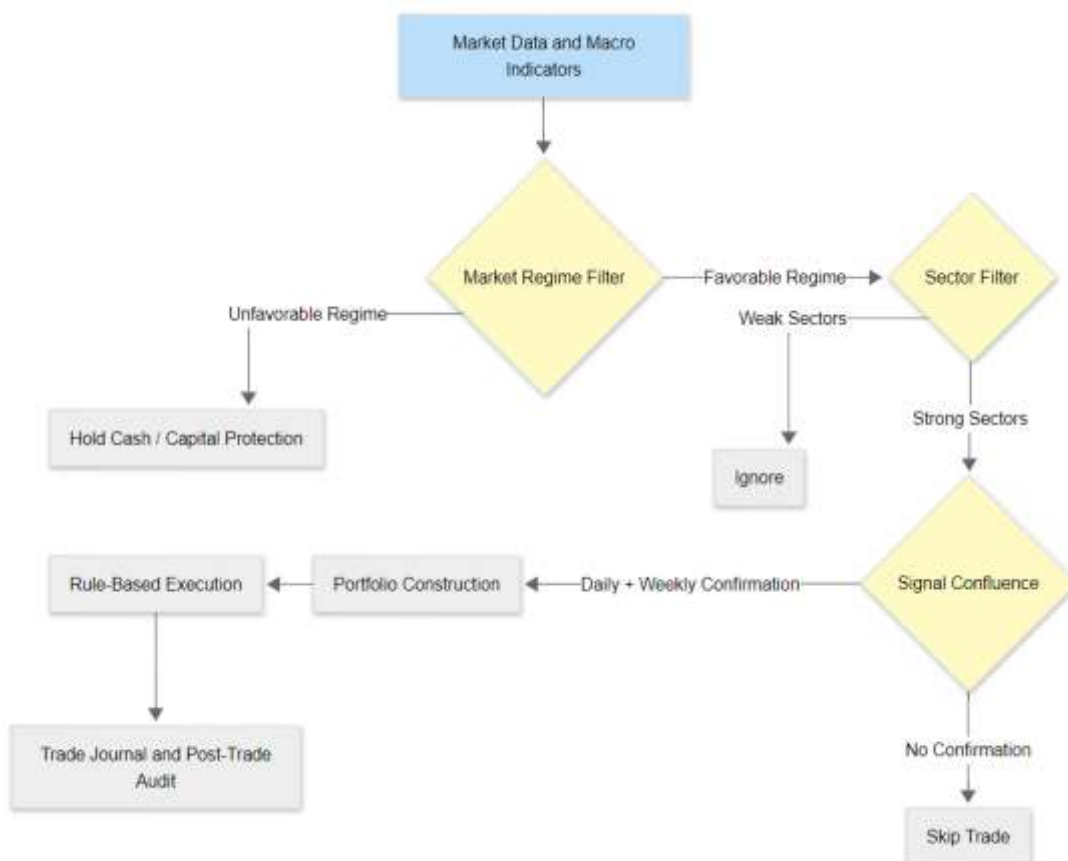 Market Data and Macro
Indicators
Market Regime Filter
Favorable Regime
Sector Filter
Unfavorable Regime
Weak Sectors
Hold Cash / Capital Protection
Strong Sectors
Ignore
Rule-Based Execution
Portfolio Construction
Daily + Weekly Confirmation
Signal Confluence
Trade Journal and Post-Trade
Audit
No Confirmation
Skip Trade